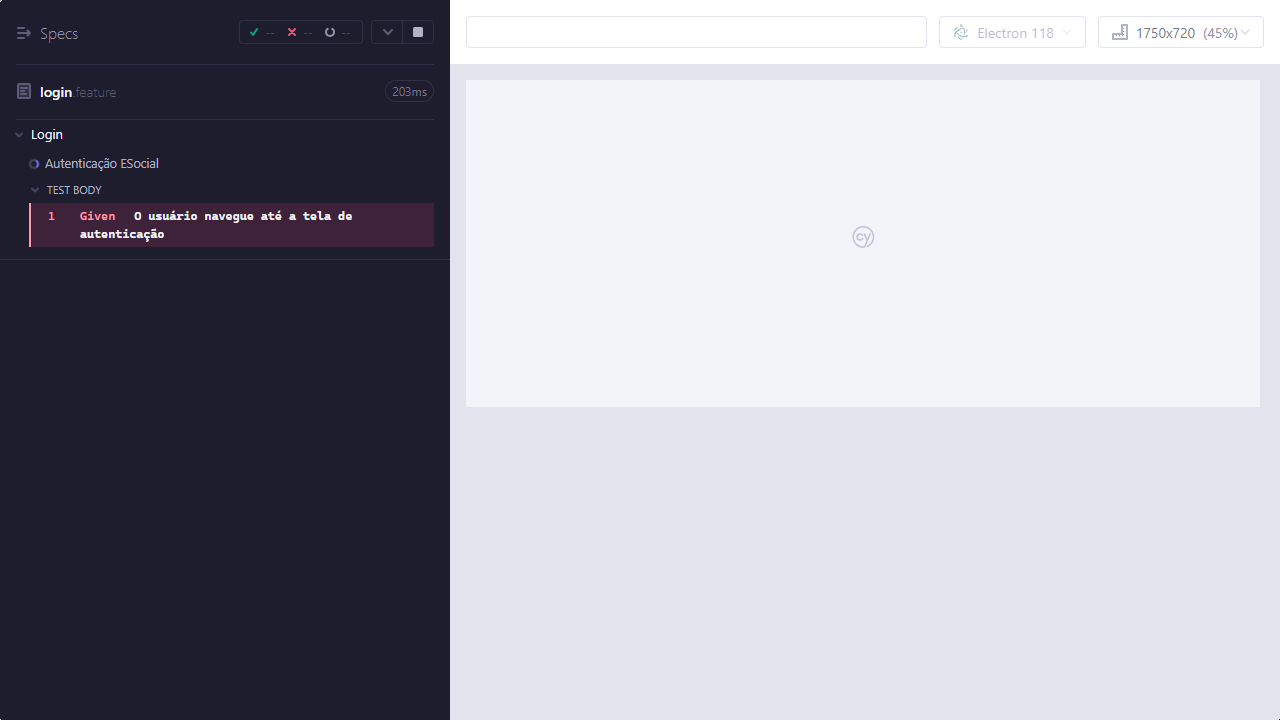 Specs
-- -- --
Electron 118
1750x720 (45%)
login.feature
203ms
Login
Autenticação ESocial
TEST BODY
1 Given O usuário navegue até a tela de
autenticação
cy